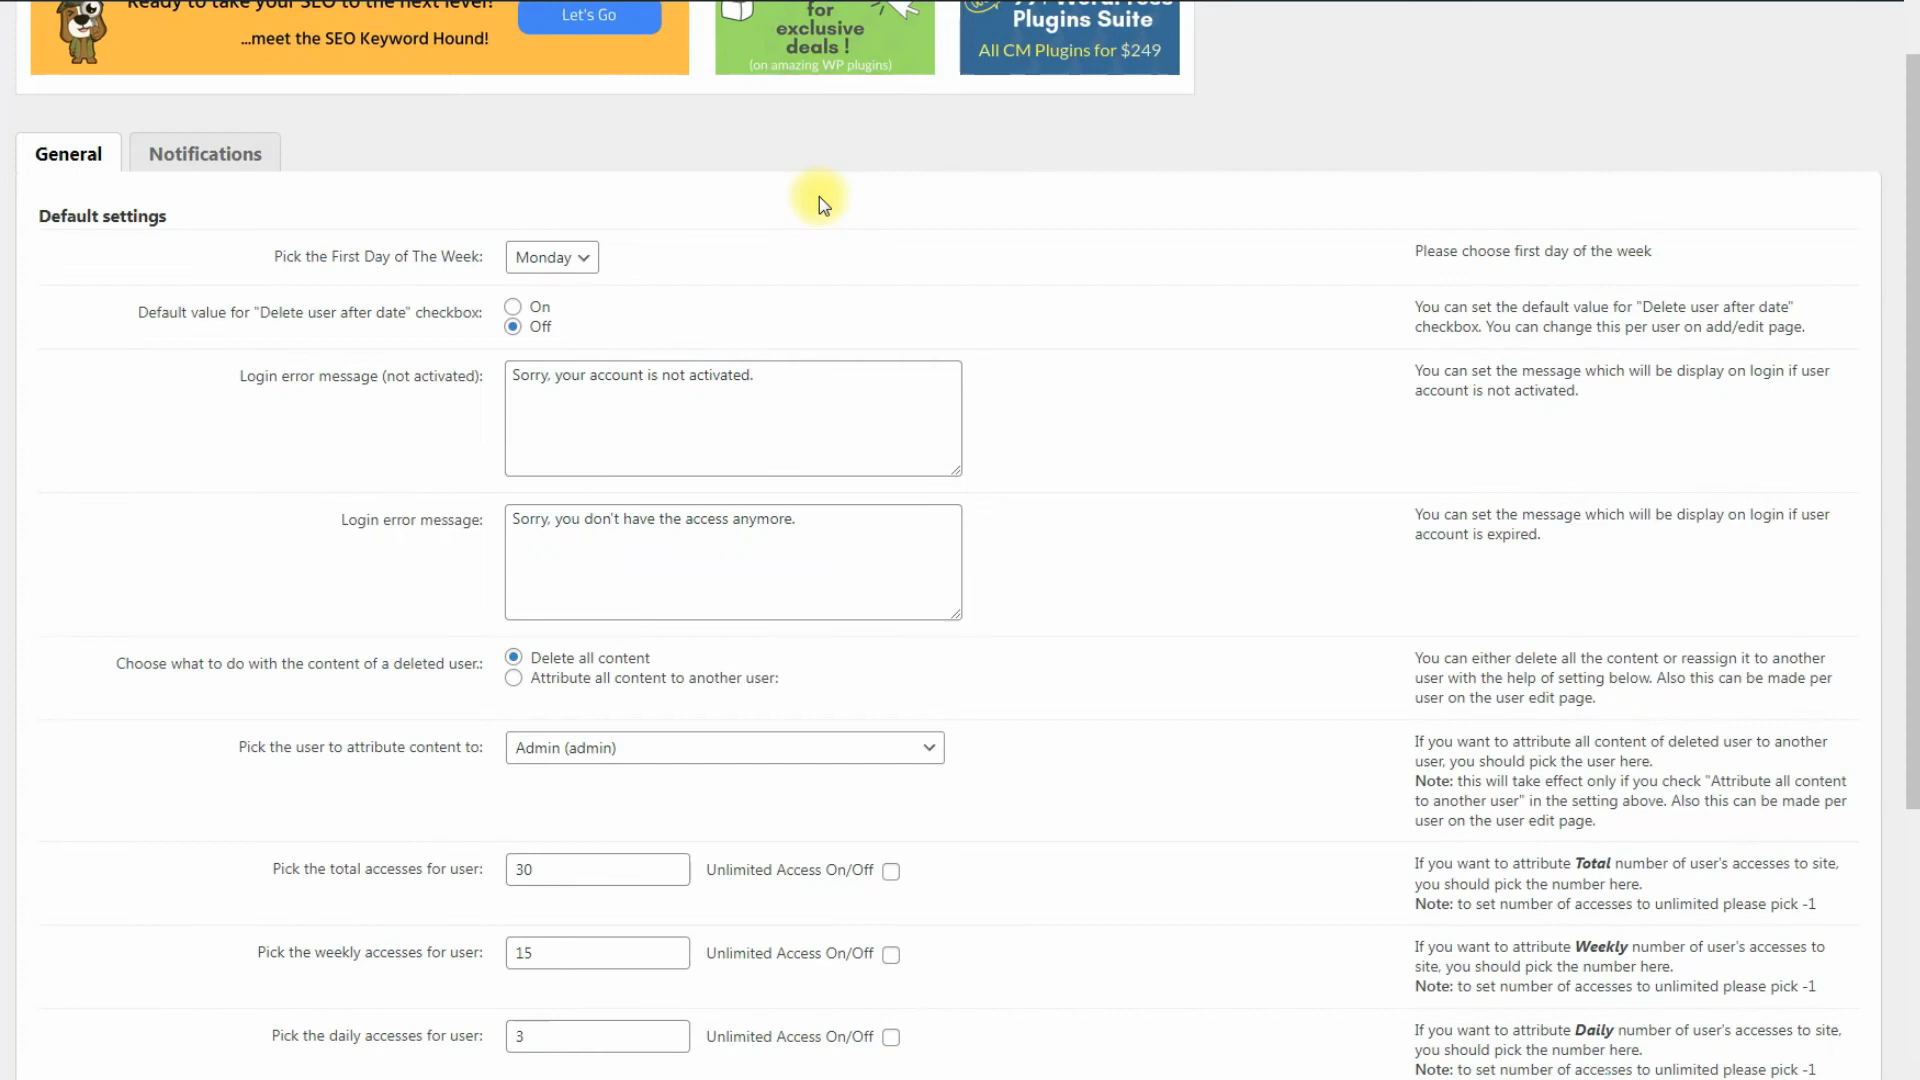 Ready to take your SEO to the next level!
...meet the SEO Keyword Hound!
Let's Go
for
exclusive
deals !
(on amazing WP plugins)
Plugins Suite
All CM Plugins for $249
General
Notifications
Default settings
Pick the First Day of The Week:
Monday
Please choose first day of the week
Default value for "Delete user after date" checkbox:
On
Off
You can set the default value for "Delete user after date"
checkbox. You can change this per user on add/edit page.
Login error message (not activated):
Sorry, your account is not activated.
You can set the message which will be display on login if user
account is not activated.
Login error message:
Sorry, you don't have the access anymore.
You can set the message which will be display on login if user
account is expired.
Choose what to do with the content of a deleted user.:
Delete all content
Attribute all content to another user:
You can either delete all the content or reassign it to another
user with the help of setting below. Also this can be made per
user on the user edit page.
Pick the user to attribute content to:
Admin (admin)
If you want to attribute all content of deleted user to another
user, you should pick the user here.
Note: this will take effect only if you check "Attribute all content
to another user" in the setting above. Also this can be made per
user on the user edit page.
Pick the total accesses for user:
30
Unlimited Access On/Off
If you want to attribute Total number of user's accesses to site,
you should pick the number here.
Note: to set number of accesses to unlimited please pick -1
Pick the weekly accesses for user:
15
Unlimited Access On/Off
If you want to attribute Weekly number of user's accesses to
site, you should pick the number here.
Note: to set number of accesses to unlimited please pick -1
Pick the daily accesses for user:
3
Unlimited Access On/Off
If you want to attribute Daily number of user's accesses to site,
you should pick the number here.
Note: to set number of accesses to unlimited please pick -1